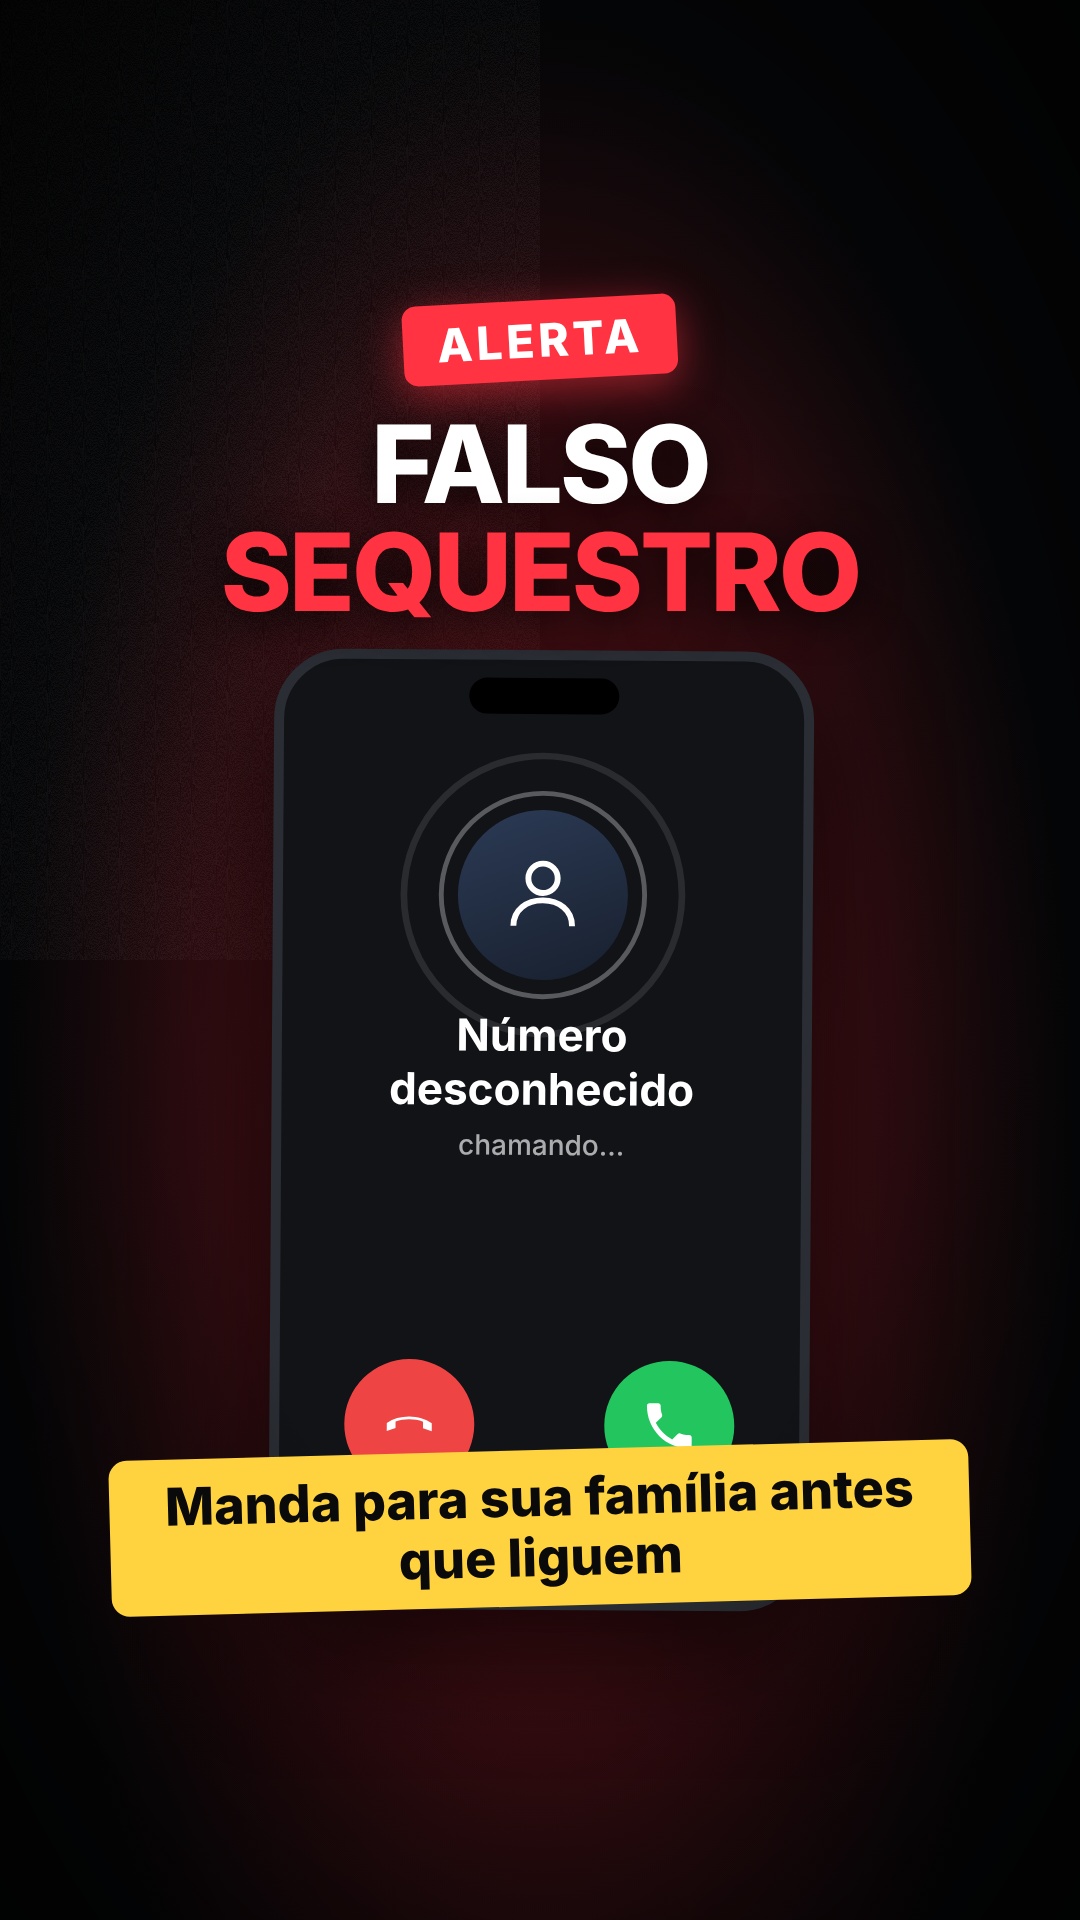 ALERTA
FALSO
SEQUESTRO
Número
desconhecido
chamando...
Manda para sua família antes
que liguem